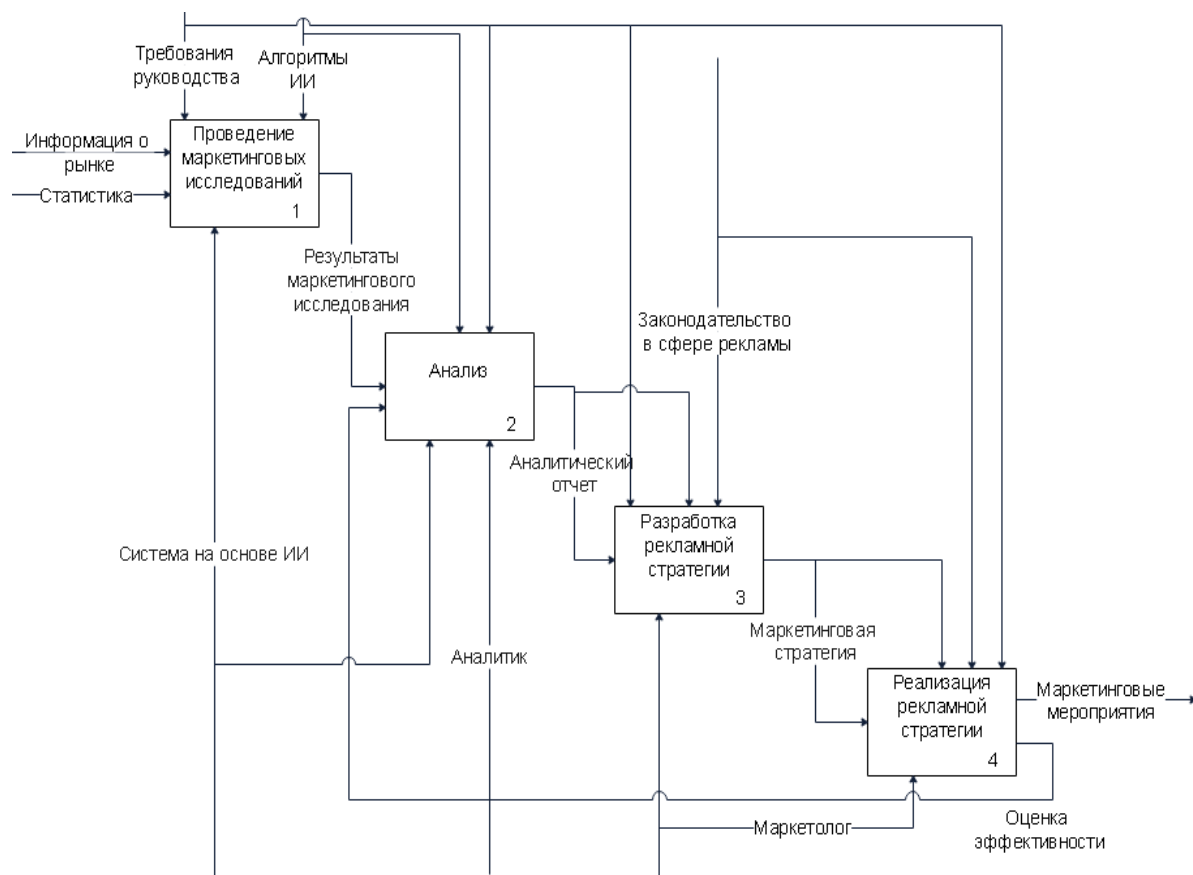 Требования
руководства
Алгоритмы
ИИ
Информация о
рынке
Статистика
Проведение
маркетинговых
исследований
1
Результаты
маркетингового
исследования
Законодательство
в сфере рекламы
Анализ
2
Аналитический
отчет
Разработка
рекламной
стратегии
3
Система на основе ИИ
Аналитик
Маркетинговая
стратегия
Реализация
рекламной
стратегии
4
Маркетинговые
мероприятия
Маркетолог
Оценка
эффективности